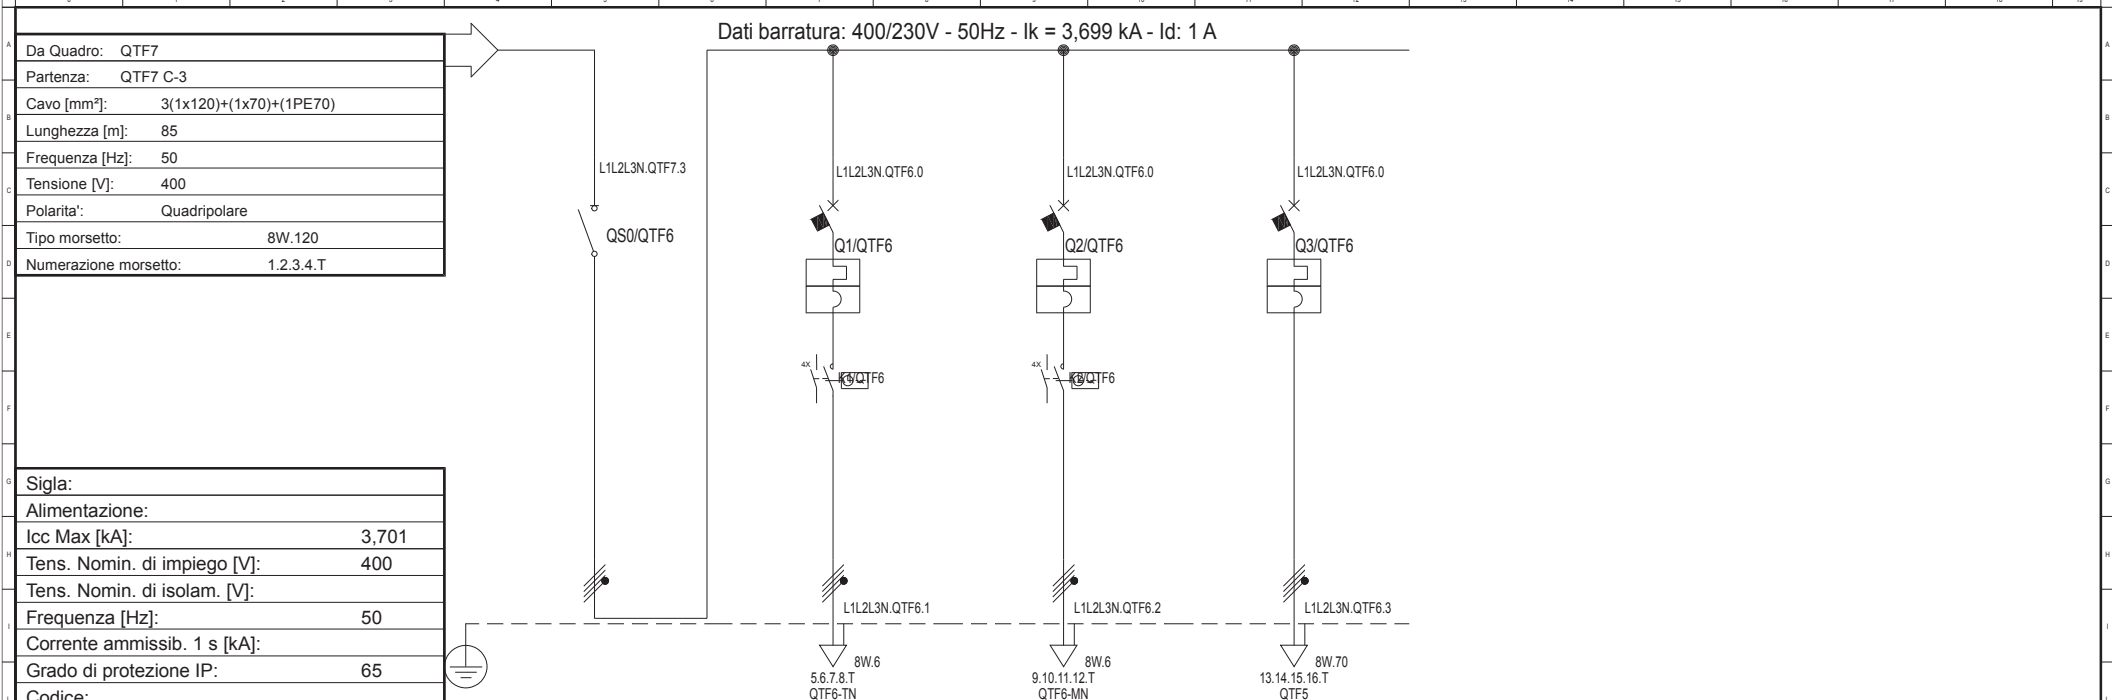 Dati barratura: 400/230V - 50Hz - Ik = 3,699 kA - Id: 1 A
Da Quadro: QTF7
Partenza: QTF7 C-3
Cavo [mm²]: 3(1x120)+(1x70)+(1PE70)
Lunghezza [m]: 85
Frequenza [Hz]: 50
Tensione [V]: 400
Polarita': Quadripolare
Tipo morsetto: 8W.120
Numerazione morsetto: 1.2.3.4.T
L1L2L3N.QTF7.3
L1L2L3N.QTF6.0
L1L2L3N.QTF6.0
L1L2L3N.QTF6.0
QS0/QTF6
Q1/QTF6
Q2/QTF6
Q3/QTF6
4X
K1/QTF6
4X
K2/QTF6
Sigla:
Alimentazione:
Icc Max [kA]: 3,701
Tens. Nomin. di impiego [V]: 400
Tens. Nomin. di isolam. [V]:
Frequenza [Hz]: 50
Corrente ammissib. 1 s [kA]:
Grado di protezione IP: 65
Codice:
L1L2L3N.QTF6.1
L1L2L3N.QTF6.2
L1L2L3N.QTF6.3
8W.6
8W.6
8W.70
5.6.7.8.T
9.10.11.12.T
13.14.15.16.T
QTF6-TN
QTF6-MN
QTF5
A
B
C
D
E
F
G
H
I
A
B
C
D
E
F
G
H
I